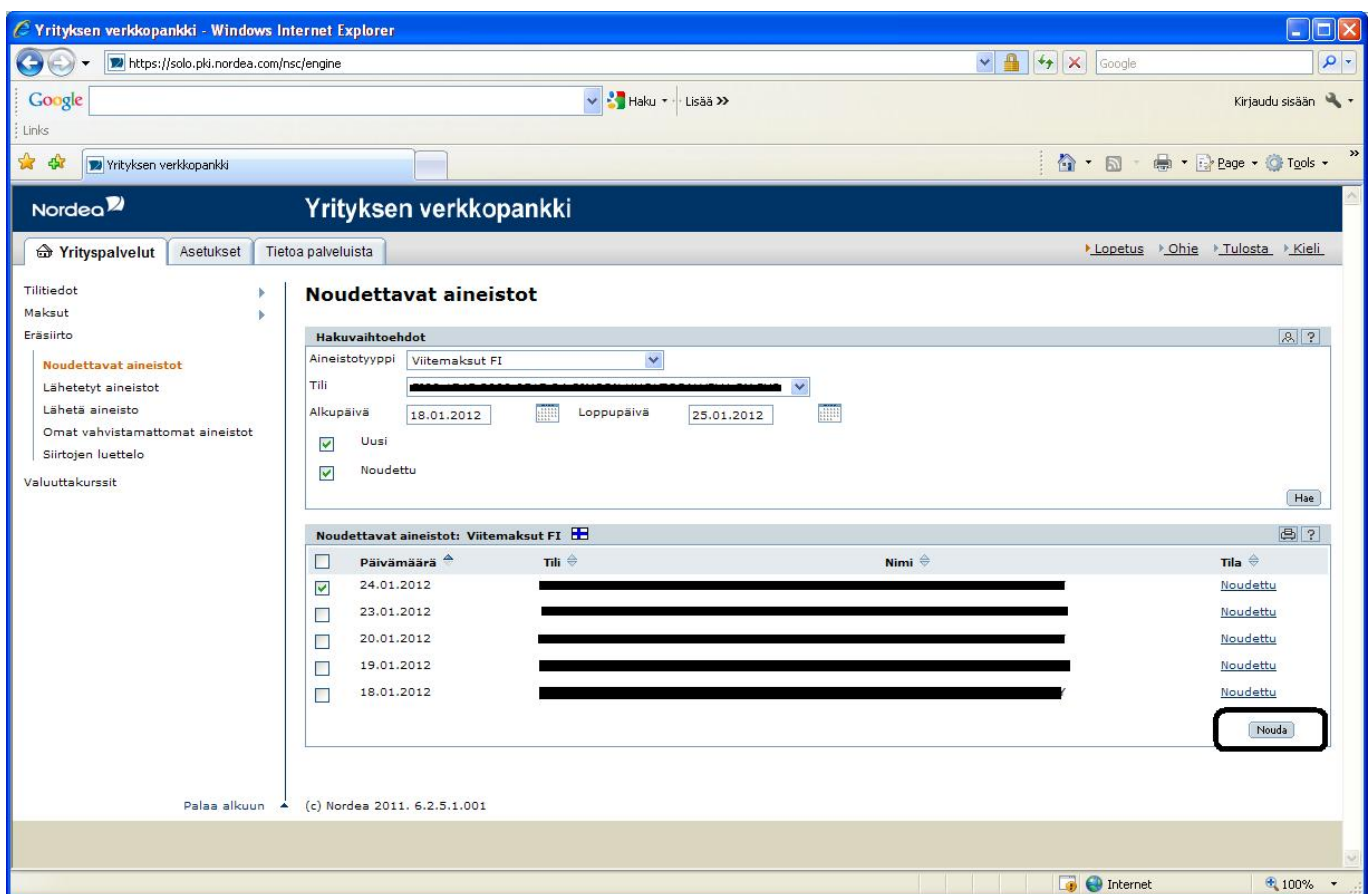 Yrityksen verkkopankki - Windows Internet Explorer
https://solo.pki.nordea.com/nsc/engine
Google
Google Haku Lisää >> Kirjaudu sisään
Links
Yrityksen verkkopankki Page Tools >>
Nordea Yrityksen verkkopankki
Yrityspalvelut Asetukset Tietoa palveluista Lopetus Ohje Tulosta Kieli
Tilitiedot
Maksut
Eräsiirto
Noudettavat aineistot
Lähetetyt aineistot
Lähetä aineisto
Omat vahvistamattomat aineistot
Siirtojen luettelo
Valuuttakurssit
Noudettavat aineistot
Hakuvaihtoehdot ?
Aineistotyyppi Viitemaksut FI
Tili
Alkupäivä 18.01.2012 Loppupäivä 25.01.2012
Uusi
Noudettu
Hae
Noudettavat aineistot: Viitemaksut FI ?
Päivämäärä Tili Nimi Tila
24.01.2012 Noudettu
23.01.2012 Noudettu
20.01.2012 Noudettu
19.01.2012 Noudettu
18.01.2012 Noudettu
Nouda
Palaa alkuun (c) Nordea 2011. 6.2.5.1.001
Internet 100%